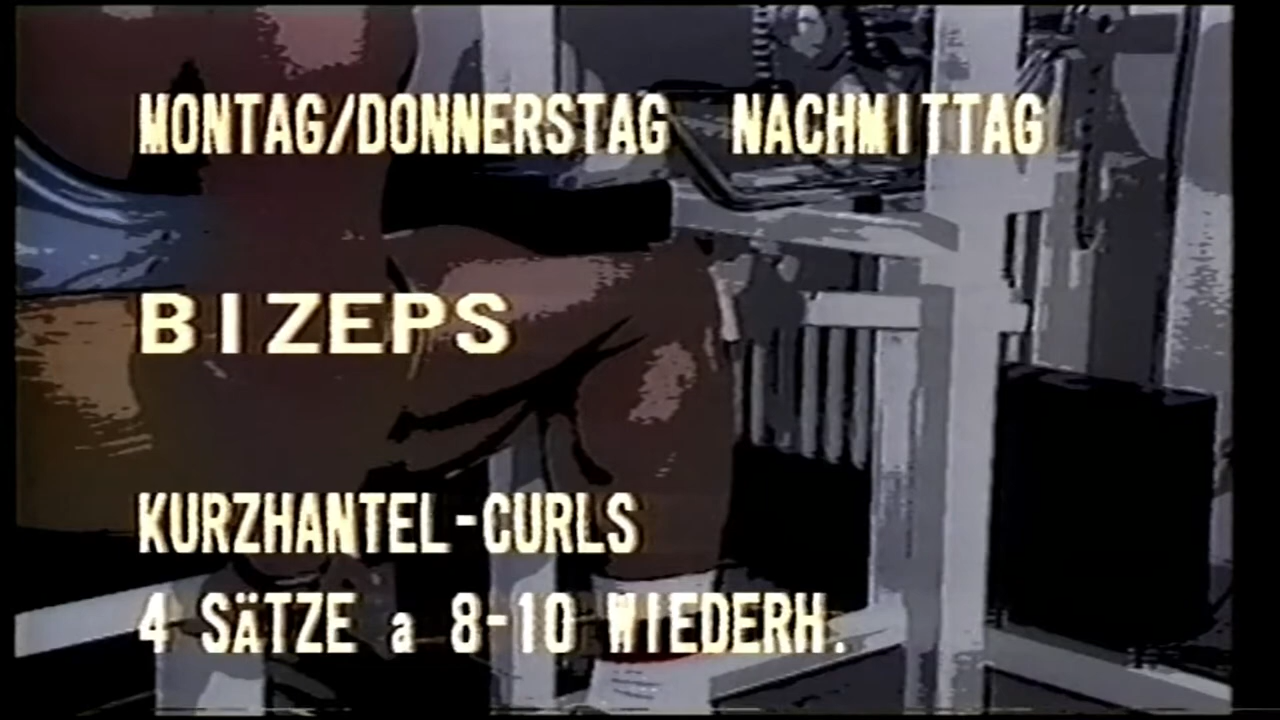 MONTAG/DONNERSTAG NACHMITTAG
BIZEPS
KURZHANTEL-CURLS
4 SÄTZE a 8-10 WIEDERH.